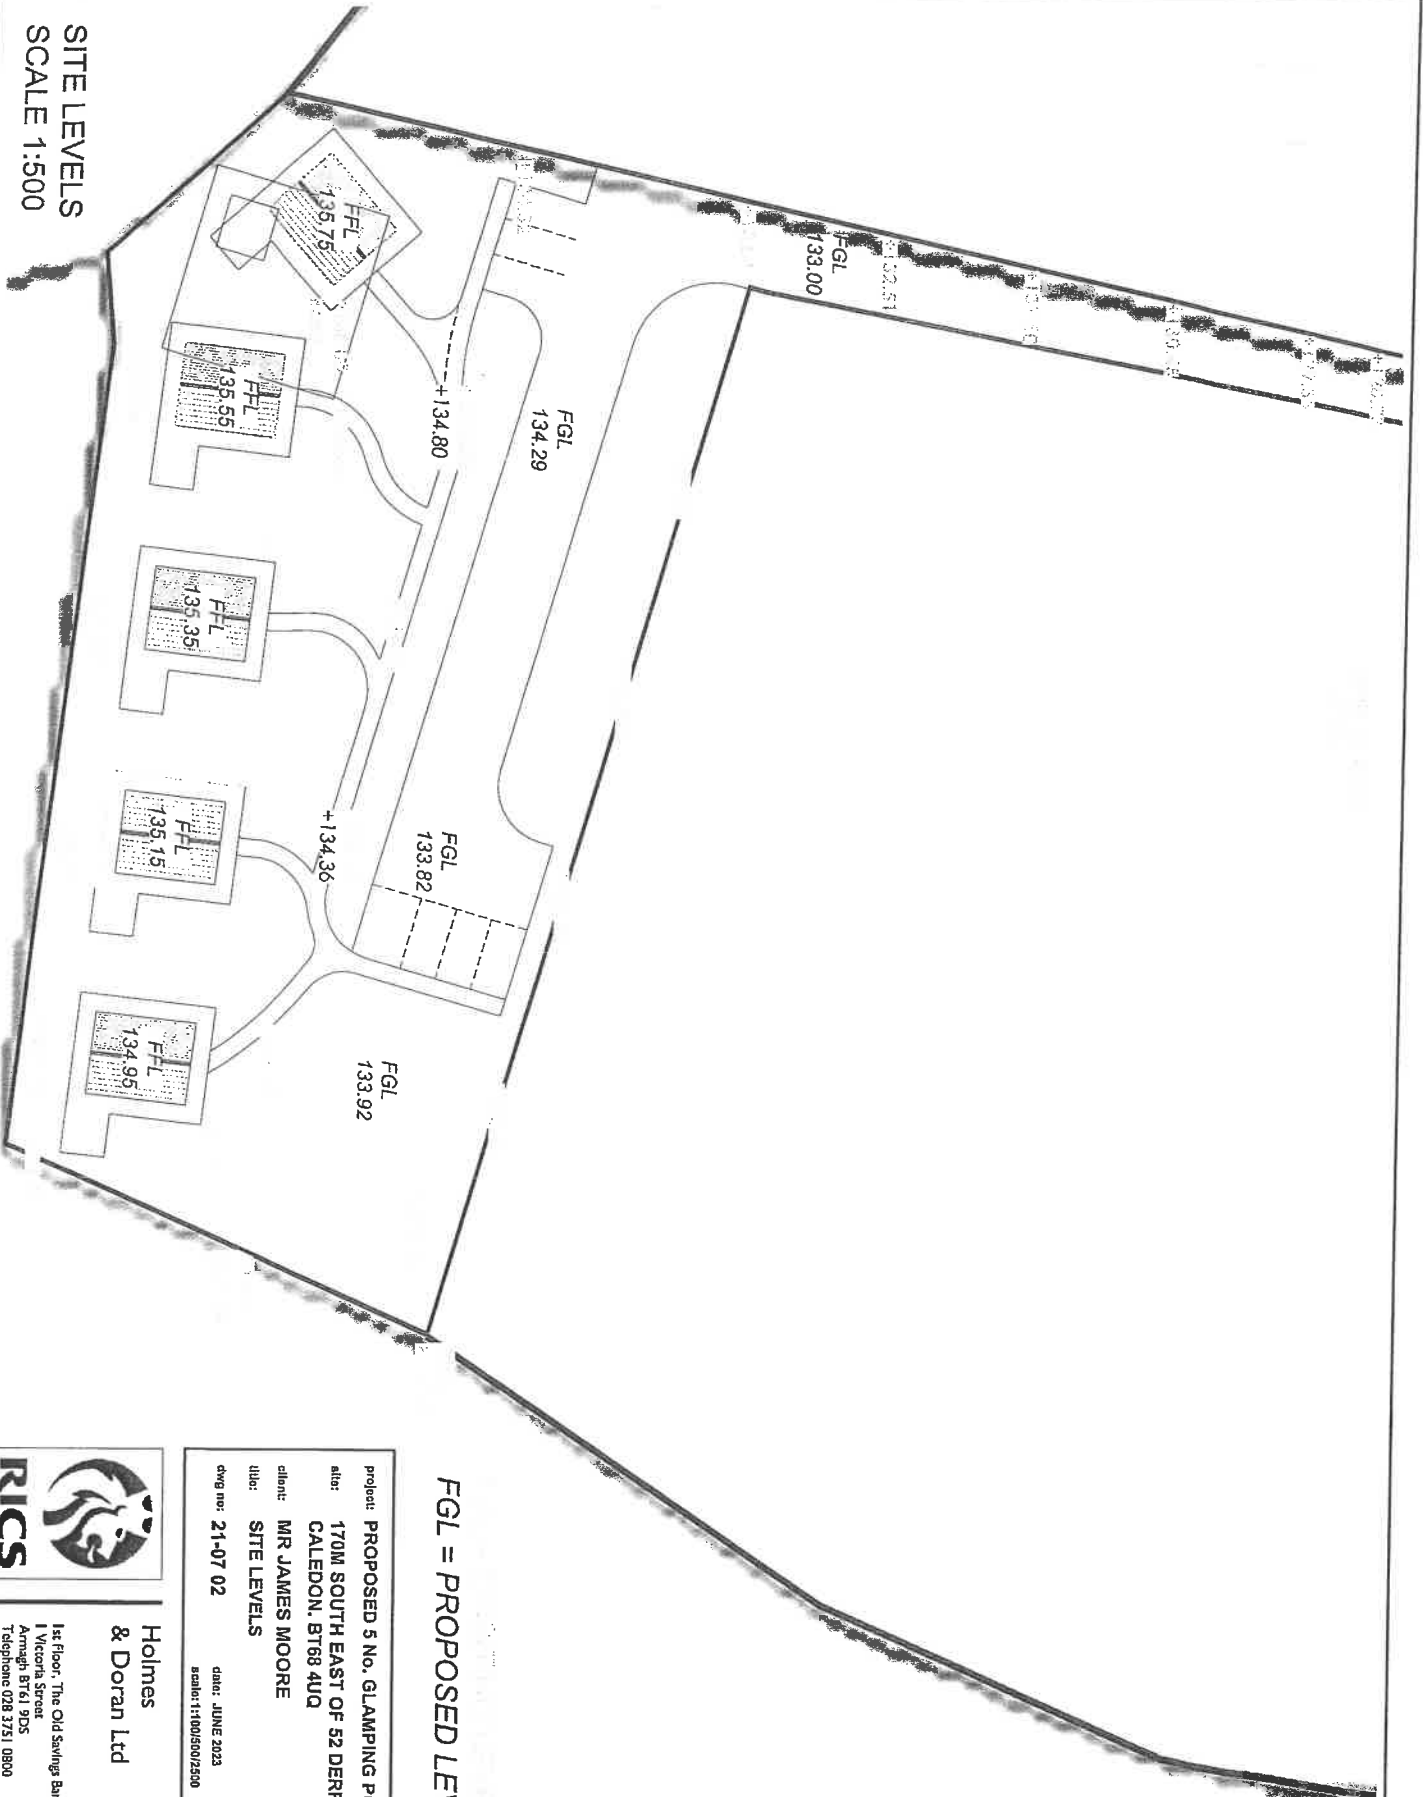 SITE LEVELS
SCALE 1:500
FFL
135.75
FFL
135.55
FFL
135.35
FFL
135.15
FFL
134.95
+134.80
+134.36
FGL
133.00
FGL
134.29
FGL
133.82
FGL
133.92
FGL = PROPOSED
project: PROPOSED 5 No. GLAMPING
site: 170M SOUTH EAST OF 52
CALEDON. BT68 4UQ
client: MR JAMES MOORE
title: SITE LEVELS
dwg no: 21-07 02
date: JUNE 2023
scale:1:100/500/2500
RICS
Holmes
& Doran Ltd
1st Floor, The Old Savings
1 Victoria Street
Armagh BT61 9DS
Telephone 028 3751 0800